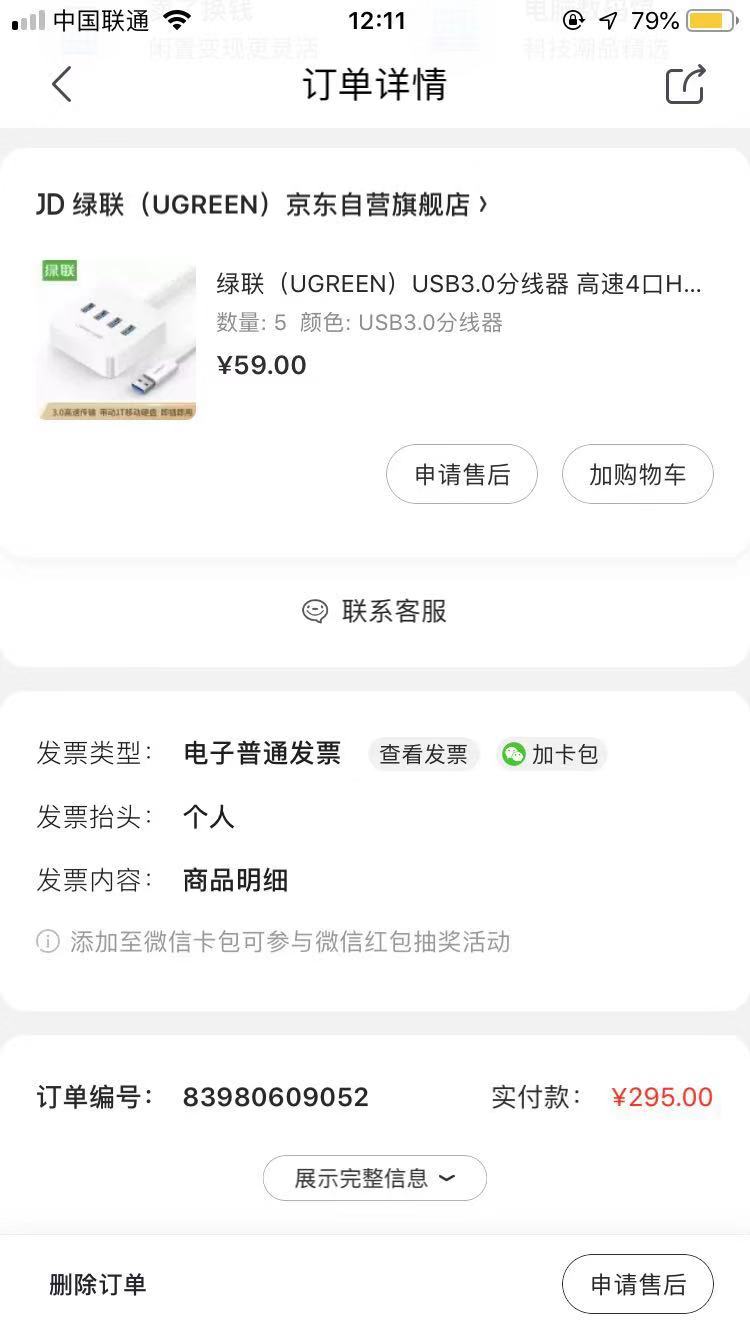 中国联通 12:11 79%
订单详情
JD 绿联（UGREEN）京东自营旗舰店 ›
绿联
绿联（UGREEN）USB3.0分线器 高速4口H...
数量: 5 颜色: USB3.0分线器
¥59.00
3.0高速传输 带动1T移动硬盘 即插即用
申请售后 加购物车
联系客服
发票类型： 电子普通发票 查看发票 加卡包
发票抬头： 个人
发票内容： 商品明细
添加至微信卡包可参与微信红包抽奖活动
订单编号： 83980609052 实付款： ¥295.00
展示完整信息
删除订单 申请售后